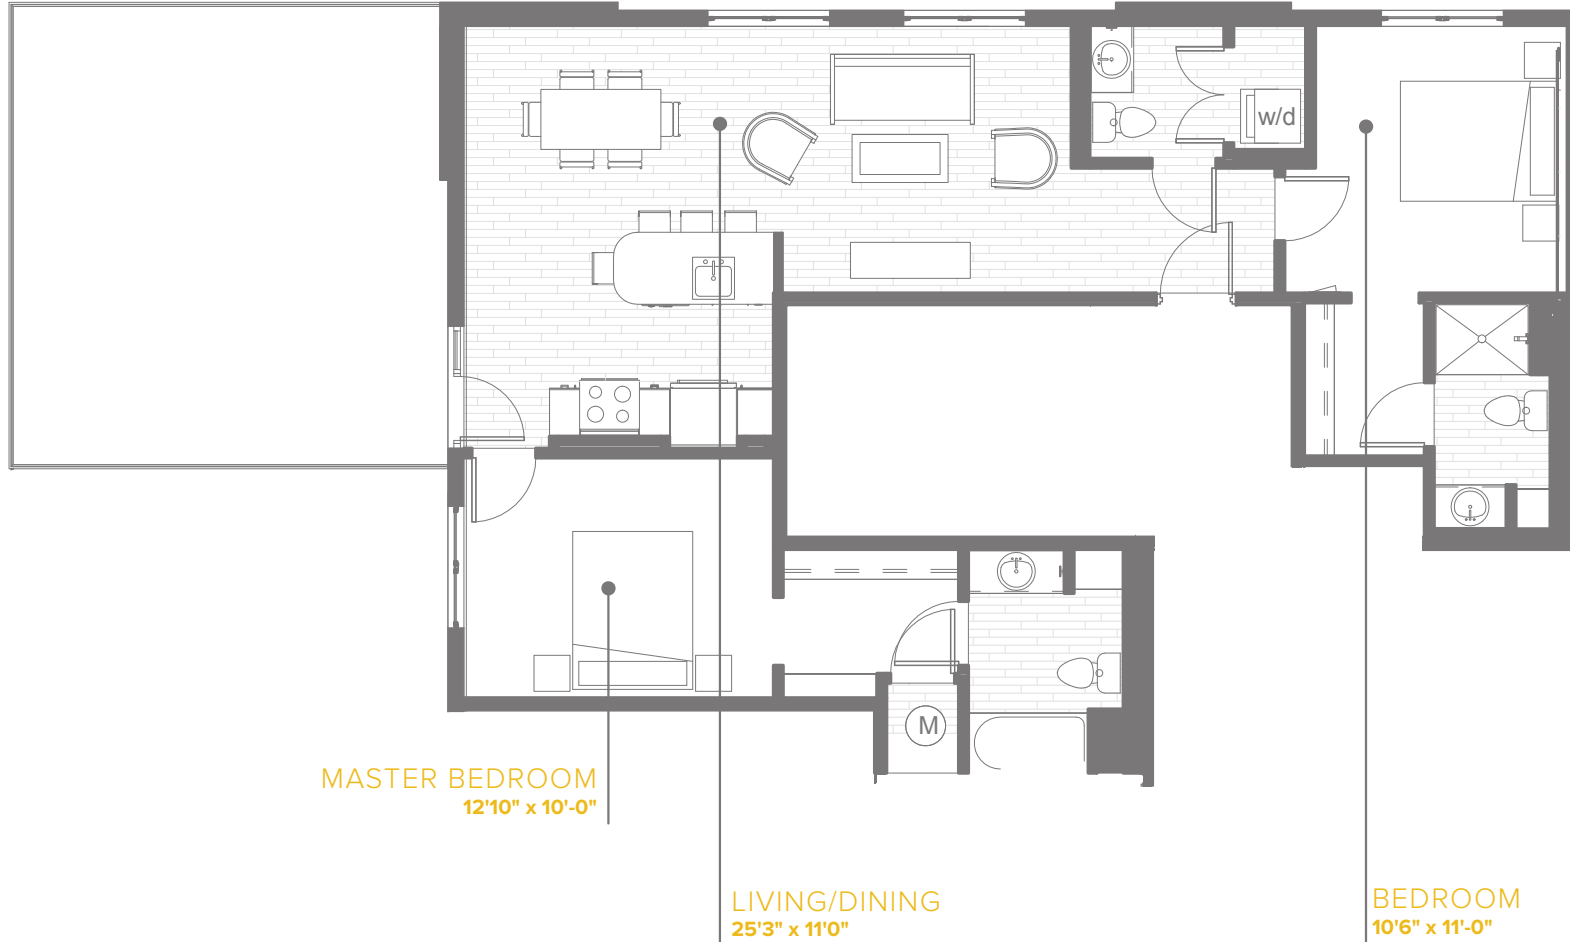 w/d
M
MASTER BEDROOM
12'10" x 10'-0"
LIVING/DINING
25'3" x 11'0"
BEDROOM
10'6" x 11'-0"